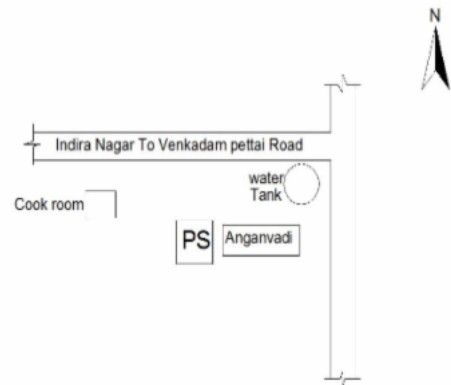 N
Indira Nagar To Venkadam pettai Road
water
Tank
Cook room
PS
Anganvadi